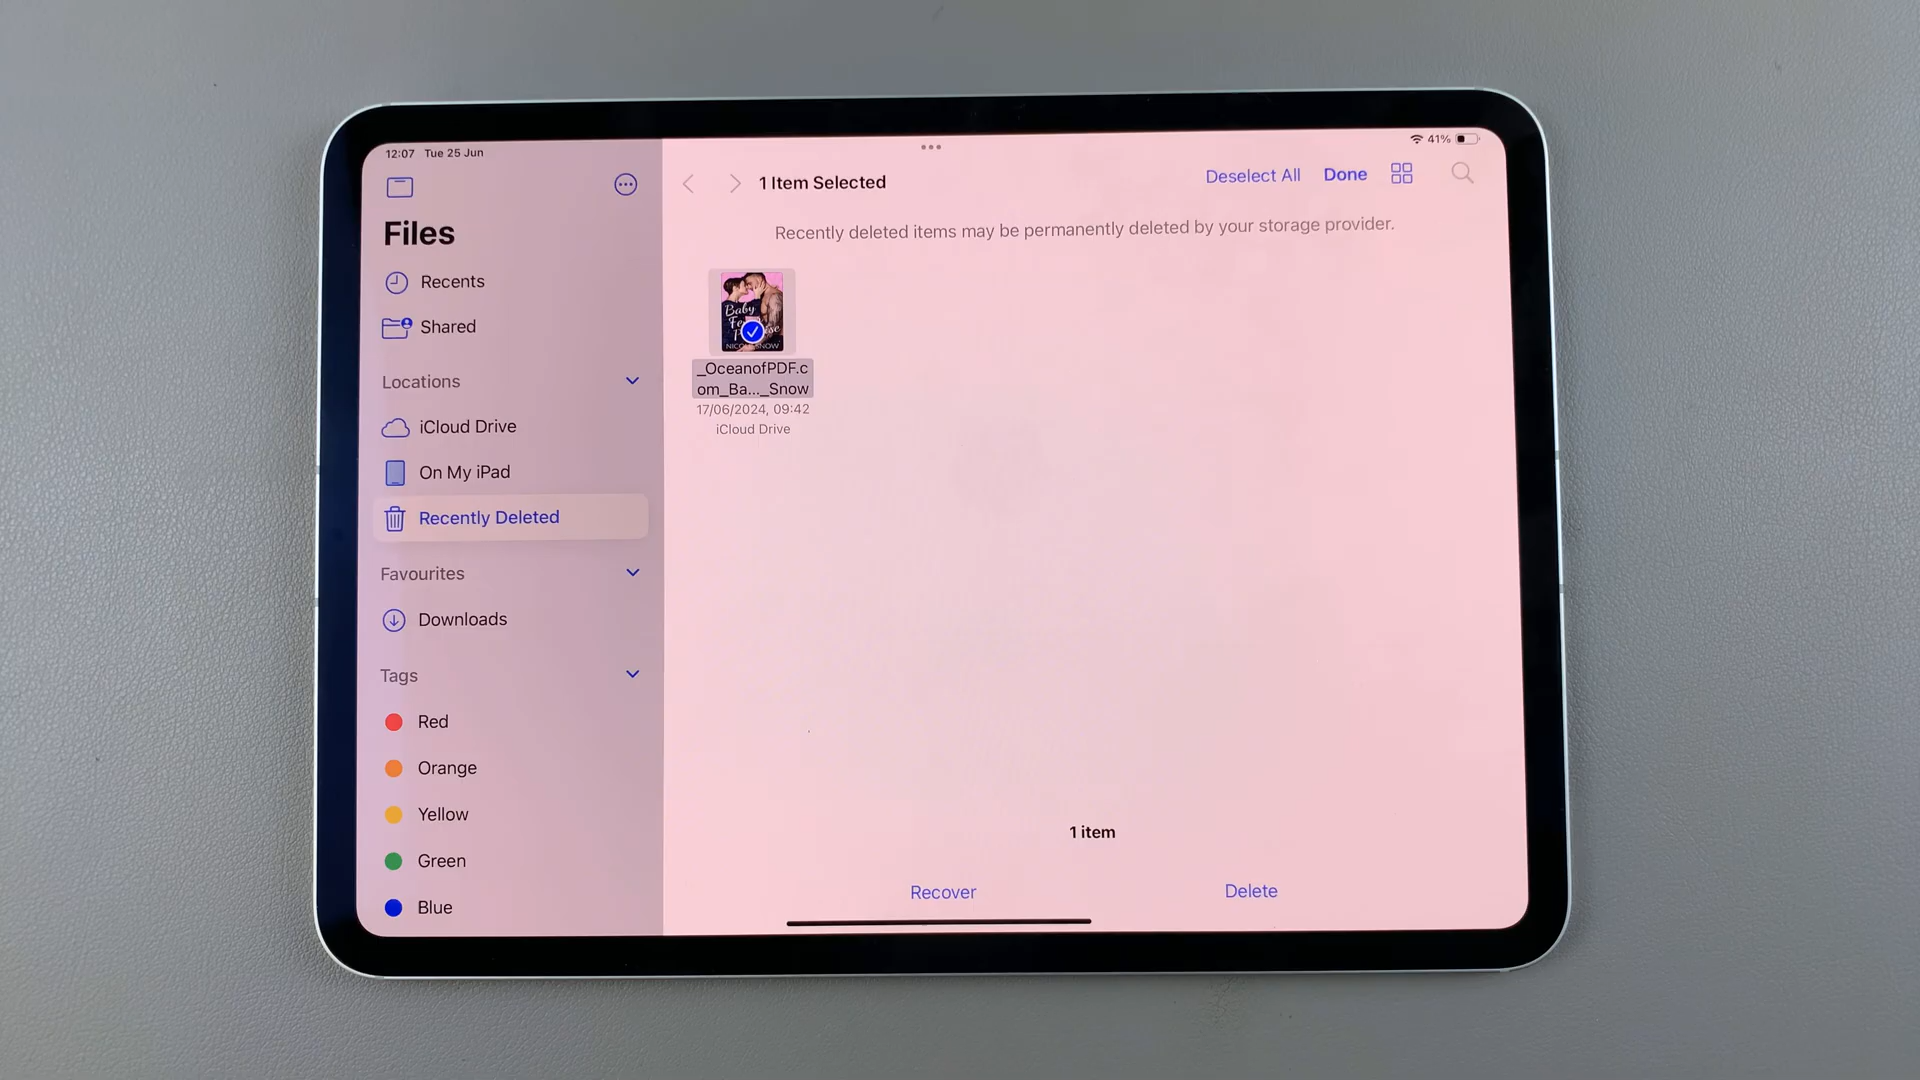 12:07 Tue 25 Jun
41%
Files
Recents
Shared
Locations
iCloud Drive
On My iPad
Recently Deleted
Favourites
Downloads
Tags
Red
Orange
Yellow
Green
Blue
1 Item Selected
Deselect All
Done
Recently deleted items may be permanently deleted by your storage provider.
Baby
SNOW
_OceanofPDF.c
om_Ba..._Snow
17/06/2024, 09:42
iCloud Drive
1 item
Recover
Delete